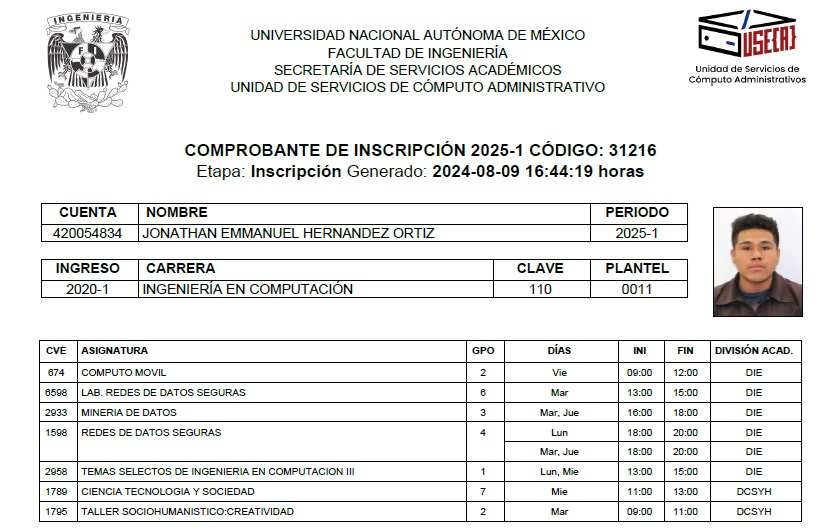 INGENIERIA
F I
USEC{A}
Unidad de Servicios de
Cómputo Administrativos
UNIVERSIDAD NACIONAL AUTÓNOMA DE MÉXICO
FACULTAD DE INGENIERÍA
SECRETARÍA DE SERVICIOS ACADÉMICOS
UNIDAD DE SERVICIOS DE CÓMPUTO ADMINISTRATIVO
COMPROBANTE DE INSCRIPCIÓN 2025-1 CÓDIGO: 31216
Etapa: Inscripción Generado: 2024-08-09 16:44:19 horas
CUENTA NOMBRE PERIODO
420054834 JONATHAN EMMANUEL HERNANDEZ ORTIZ 2025-1
INGRESO CARRERA CLAVE PLANTEL
2020-1 INGENIERÍA EN COMPUTACIÓN 110 0011
CVE ASIGNATURA GPO DÍAS INI FIN DIVISIÓN ACAD.
674 COMPUTO MOVIL 2 Vie 09:00 12:00 DIE
6598 LAB. REDES DE DATOS SEGURAS 6 Mar 13:00 15:00 DIE
2933 MINERIA DE DATOS 3 Mar, Jue 16:00 18:00 DIE
1598 REDES DE DATOS SEGURAS 4 Lun 18:00 20:00 DIE
Mar, Jue 18:00 20:00 DIE
2958 TEMAS SELECTOS DE INGENIERIA EN COMPUTACION III 1 Lun, Mie 13:00 15:00 DIE
1789 CIENCIA TECNOLOGIA Y SOCIEDAD 7 Mie 11:00 13:00 DCSYH
1795 TALLER SOCIOHUMANISTICO:CREATIVIDAD 2 Mar 09:00 11:00 DCSYH